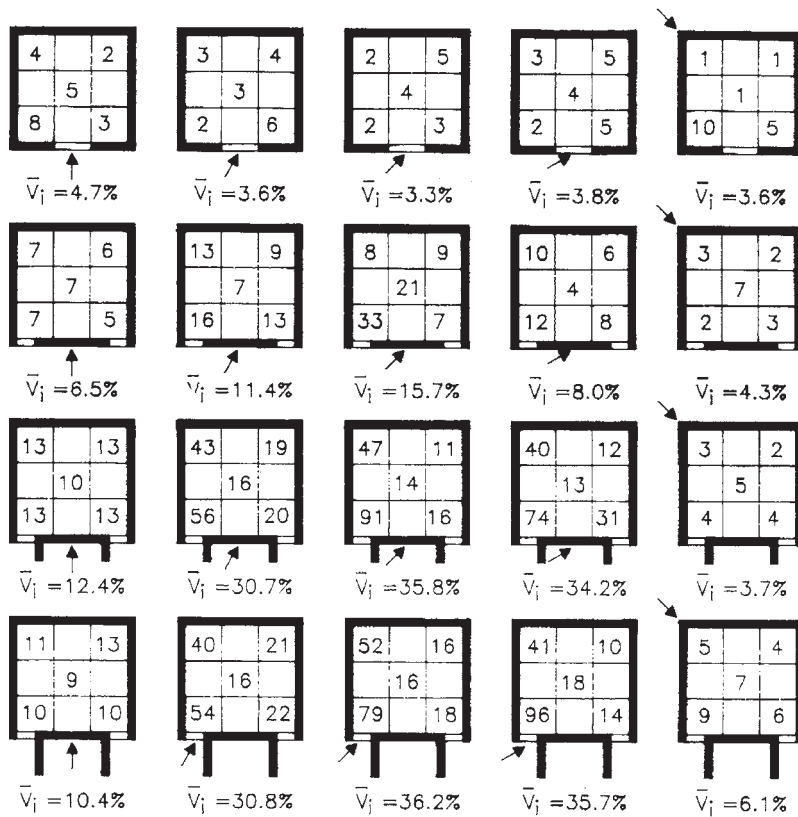 4 2 3 4 2 5 3 5 1 1
5 3 4 4 1
8 3 2 6 2 3 2 5 10 5
V̄i =4.7% V̄i =3.6% V̄j =3.3% V̄i =3.8% V̄i =3.6%
7 6 13 9 8 9 10 6 3 2
7 7 21 4 7
7 5 16 13 33 7 12 8 2 3
V̄i =6.5% V̄i =11.4% V̄i =15.7% V̄i =8.0% V̄i =4.3%
13 13 43 19 47 11 40 12 3 2
10 16 14 13 5
13 13 56 20 91 16 74 31 4 4
V̄i =12.4% V̄i =30.7% V̄i =35.8% V̄i =34.2% V̄i =3.7%
11 13 40 21 52 16 41 10 5 4
9 16 16 18 7
10 10 54 22 79 18 96 14 9 6
V̄i =10.4% V̄i =30.8% V̄j =36.2% V̄i =35.7% V̄i =6.1%